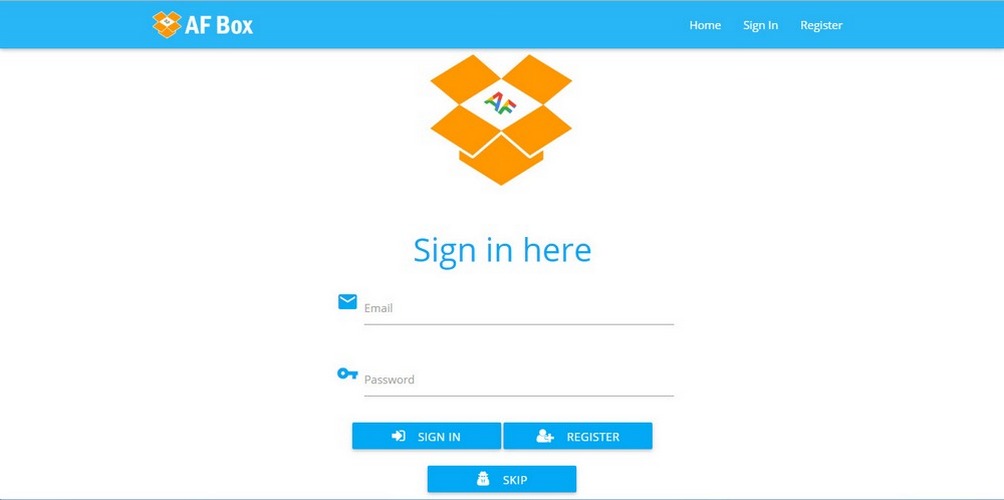 AF Box
Home Sign In Register
AF
Sign in here
Email
Password
SIGN IN REGISTER
SKIP